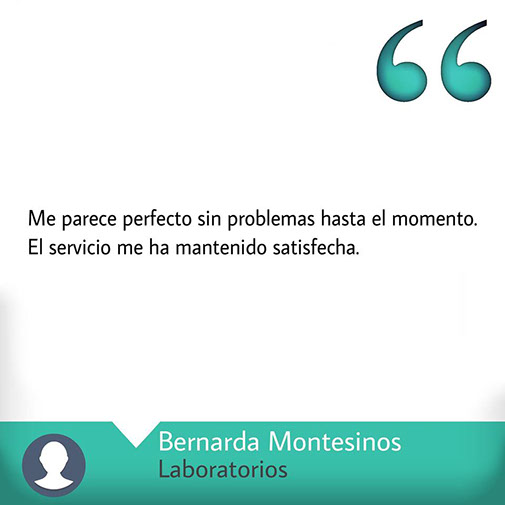 Me parece perfecto sin problemas hasta el momento.
El servicio me ha mantenido satisfecha.
Bernarda Montesinos
Laboratorios